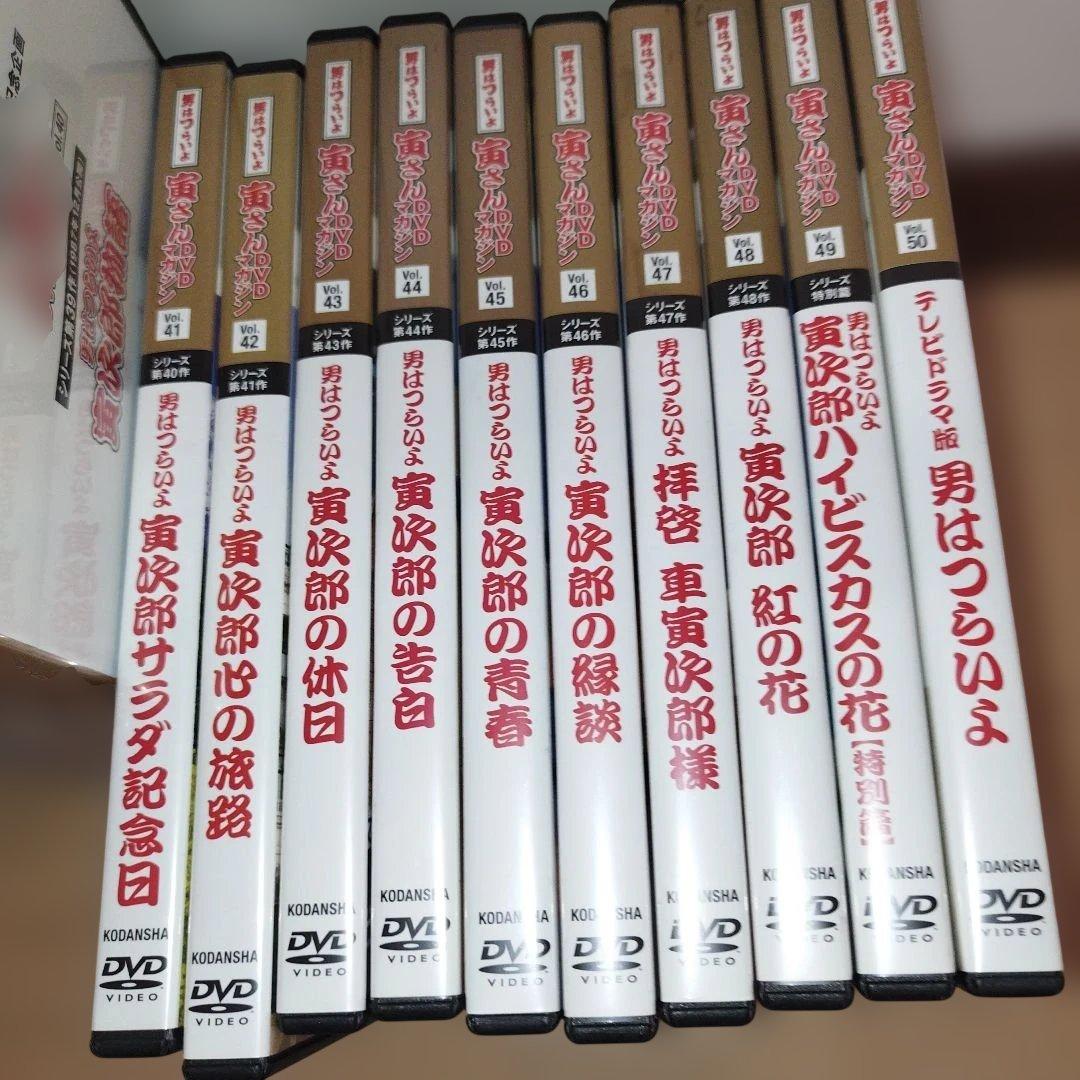 男はつらいよ
寅さんDVDマガジン
Vol. 41
シリーズ
第40作
男はつらいよ
寅次郎サラダ記念日
KODANSHA
DVD
VIDEO
男はつらいよ
寅さんDVDマガジン
Vol. 42
シリーズ
第41作
男はつらいよ
寅次郎心の旅路
KODANSHA
DVD
VIDEO
男はつらいよ
寅さんDVDマガジン
Vol. 43
シリーズ
第43作
男はつらいよ
寅次郎の休日
KODANSHA
DVD
VIDEO
男はつらいよ
寅さんDVDマガジン
Vol. 44
シリーズ
第44作
男はつらいよ
寅次郎の告白
KODANSHA
DVD
VIDEO
男はつらいよ
寅さんDVDマガジン
Vol. 45
シリーズ
第45作
男はつらいよ
寅次郎の青春
KODANSHA
DVD
VIDEO
男はつらいよ
寅さんDVDマガジン
Vol. 46
シリーズ
第46作
男はつらいよ
寅次郎の縁談
KODANSHA
DVD
VIDEO
男はつらいよ
寅さんDVDマガジン
Vol. 47
シリーズ
第47作
男はつらいよ
拝啓 車寅次郎様
KODANSHA
DVD
VIDEO
男はつらいよ
寅さんDVDマガジン
Vol. 48
シリーズ
第48作
男はつらいよ
寅次郎 紅の花
KODANSHA
DVD
VIDEO
男はつらいよ
寅さんDVDマガジン
Vol. 49
シリーズ
特別篇
男はつらいよ
寅次郎ハイビスカスの花【特別篇】
KODANSHA
DVD
VIDEO
男はつらいよ
寅さんDVDマガジン
Vol. 50
テレビドラマ版
男はつらいよ
KODANSHA
DVD
VIDEO